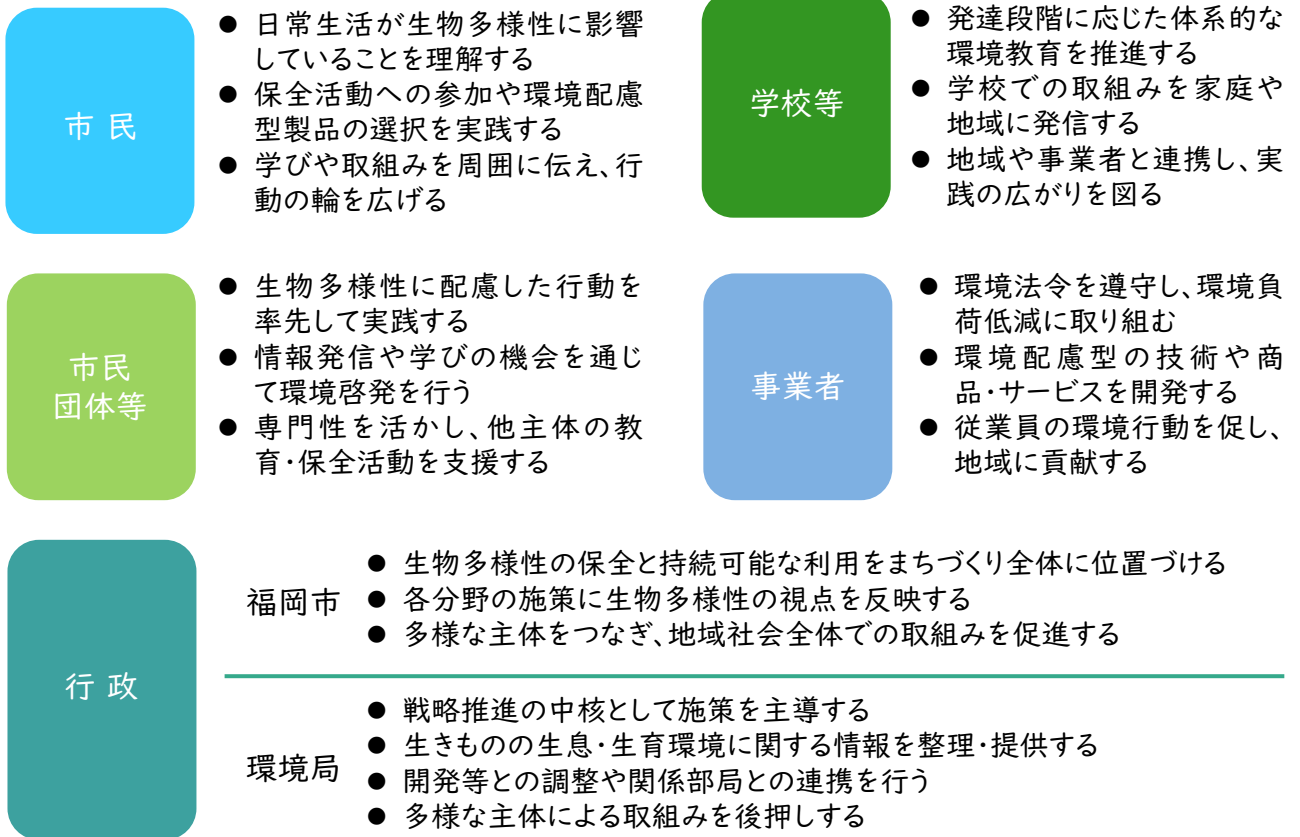 市 民
● 日常生活が生物多様性に影響
していることを理解する
● 保全活動への参加や環境配慮
型製品の選択を実践する
● 学びや取組みを周囲に伝え、行
動の輪を広げる
学校等
● 発達段階に応じた体系的な
環境教育を推進する
● 学校での取組みを家庭や
地域に発信する
● 地域や事業者と連携し、実
践の広がりを図る
市民
団体等
● 生物多様性に配慮した行動を
率先して実践する
● 情報発信や学びの機会を通じ
て環境啓発を行う
● 専門性を活かし、他主体の教
育・保全活動を支援する
事業者
● 環境法令を遵守し、環境負
荷低減に取り組む
● 環境配慮型の技術や商
品・サービスを開発する
● 従業員の環境行動を促し、
地域に貢献する
行 政
福岡市
● 生物多様性の保全と持続可能な利用をまちづくり全体に位置づける
● 各分野の施策に生物多様性の視点を反映する
● 多様な主体をつなぎ、地域社会全体での取組みを促進する
環境局
● 戦略推進の中核として施策を主導する
● 生きものの生息・生育環境に関する情報を整理・提供する
● 開発等との調整や関係部局との連携を行う
● 多様な主体による取組みを後押しする